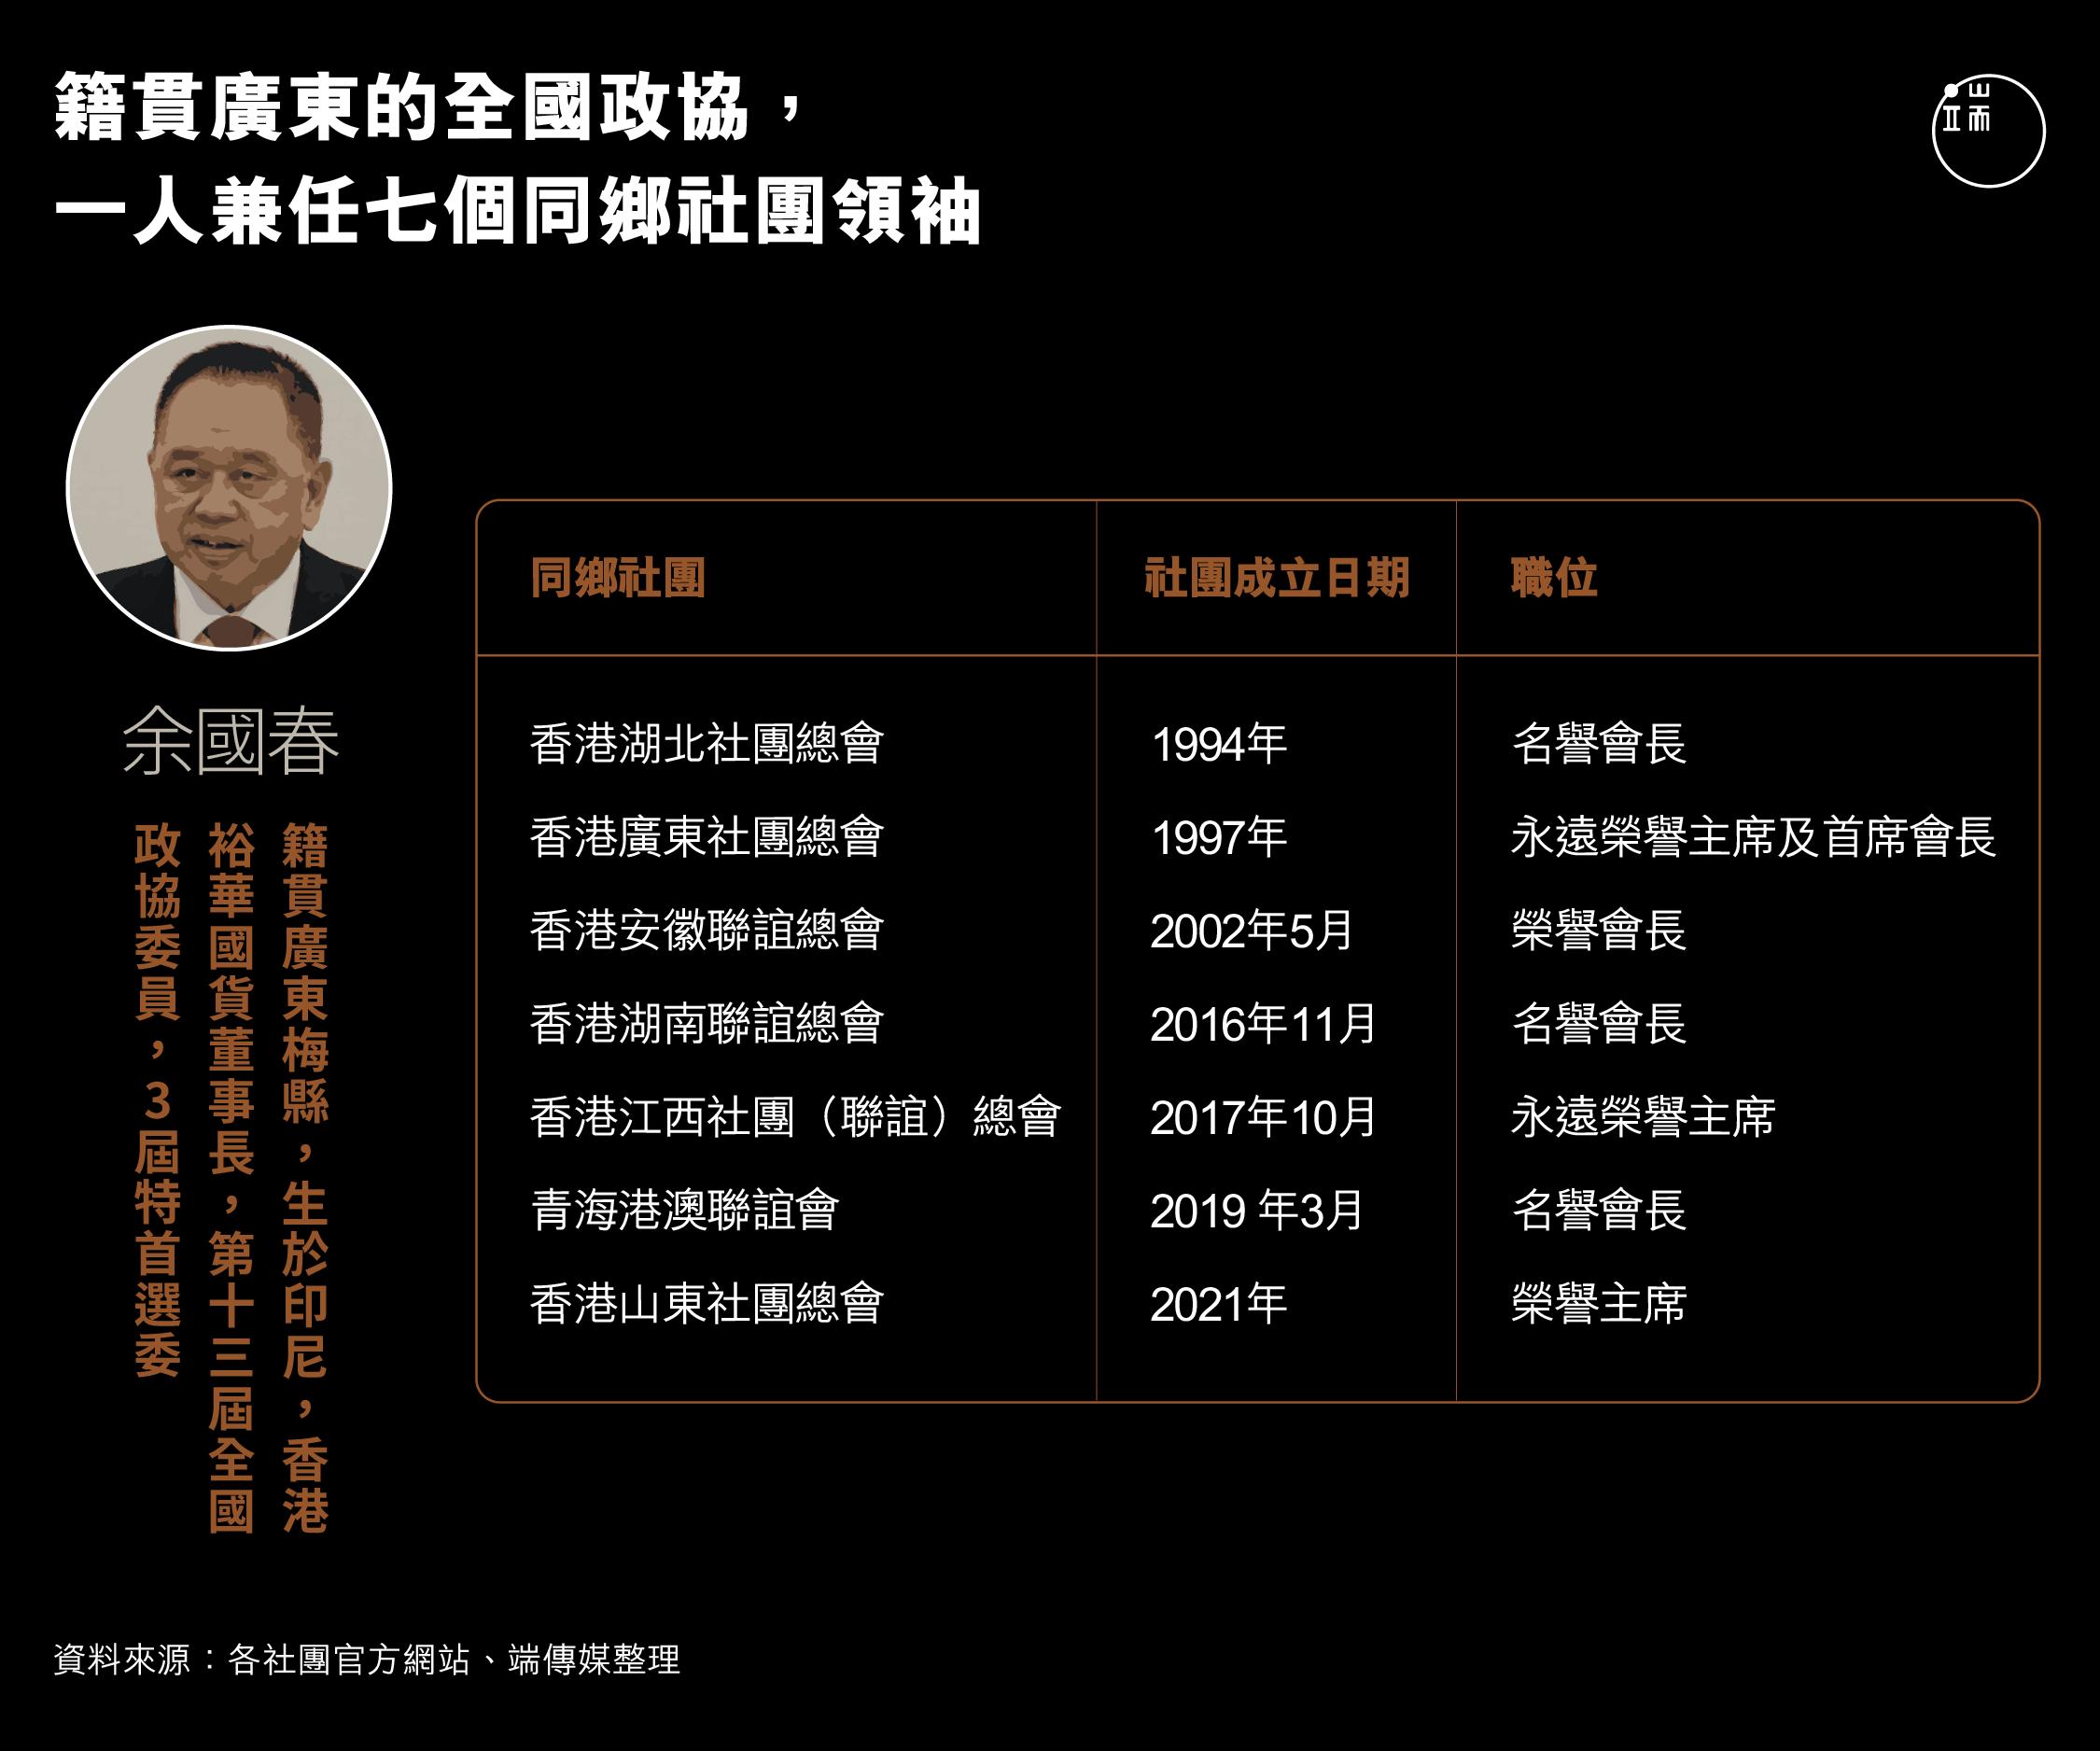 籍貫廣東的全國政協，
一人兼任七個同鄉社團領袖
端
余國春
籍貫廣東梅縣，生於印尼，香港
裕華國貨董事長，第十三屆全國
政協委員，3屆特首選委
同鄉社團 社團成立日期 職位
香港湖北社團總會 1994年 名譽會長
香港廣東社團總會 1997年 永遠榮譽主席及首席會長
香港安徽聯誼總會 2002年5月 榮譽會長
香港湖南聯誼總會 2016年11月 名譽會長
香港江西社團（聯誼）總會 2017年10月 永遠榮譽主席
青海港澳聯誼會 2019 年3月 名譽會長
香港山東社團總會 2021年 榮譽主席
資料來源：各社團官方網站、端傳媒整理